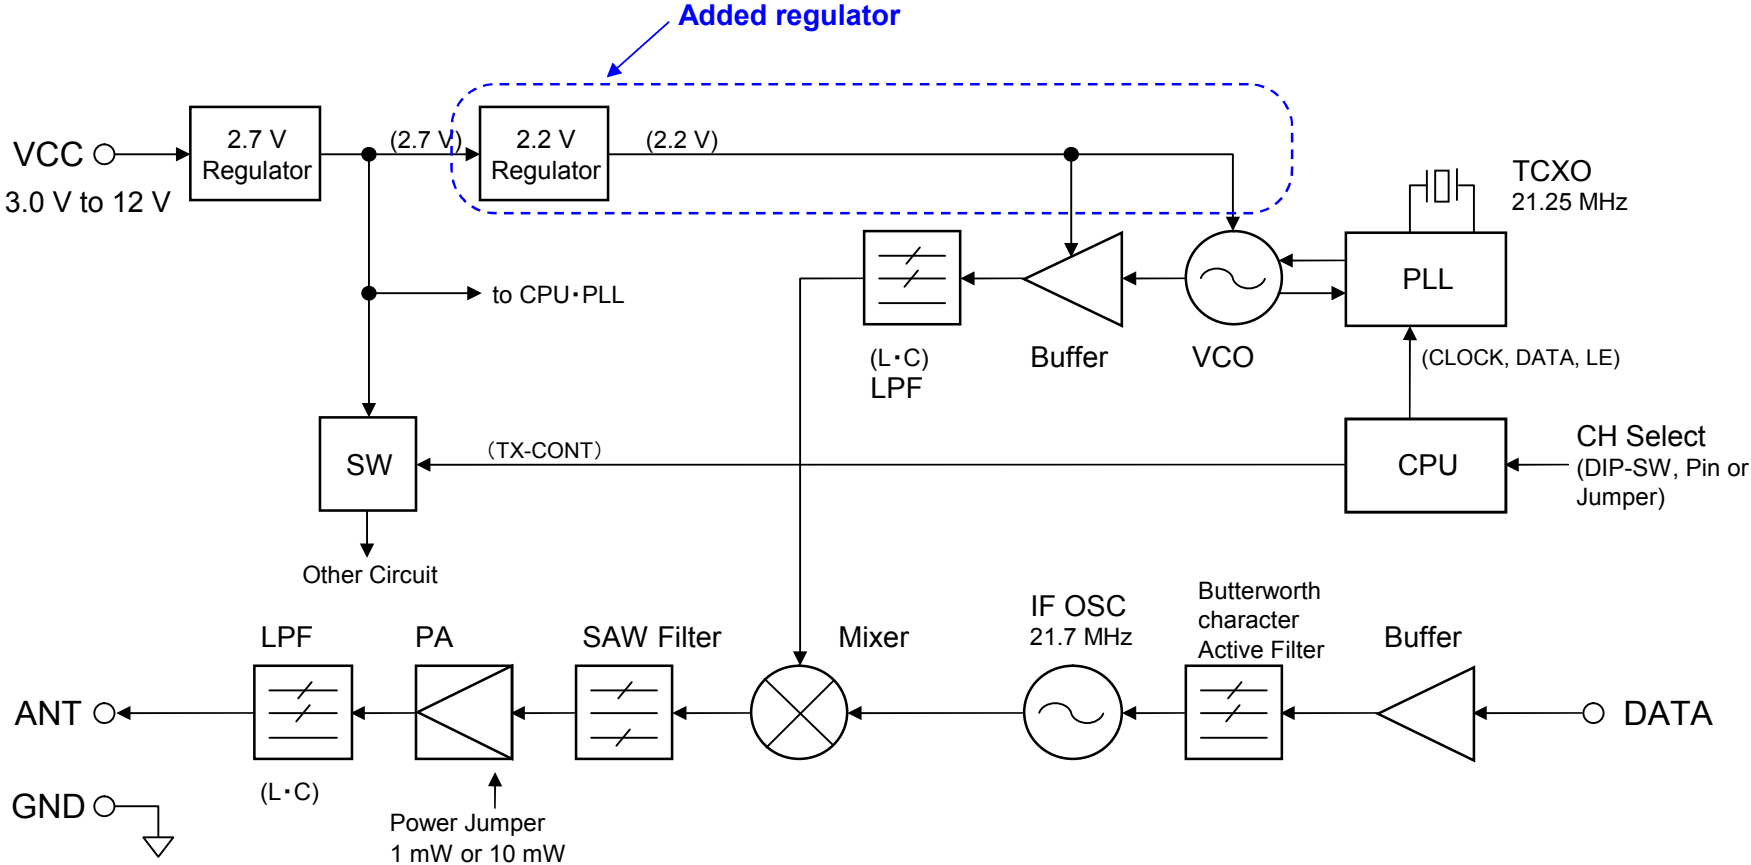 Added regulator
VCC
3.0 V to 12 V
2.7 V
Regulator
(2.7 V)
2.2 V
Regulator
(2.2 V)
TCXO
21.25 MHz
PLL
to CPU・PLL
(L・C)
LPF
Buffer
VCO
(CLOCK, DATA, LE)
SW
(TX-CONT)
CPU
CH Select
(DIP-SW, Pin or
Jumper)
Other Circuit
LPF
PA
SAW Filter
Mixer
IF OSC
21.7 MHz
Butterworth
character
Active Filter
Buffer
ANT
DATA
(L・C)
GND
Power Jumper
1 mW or 10 mW